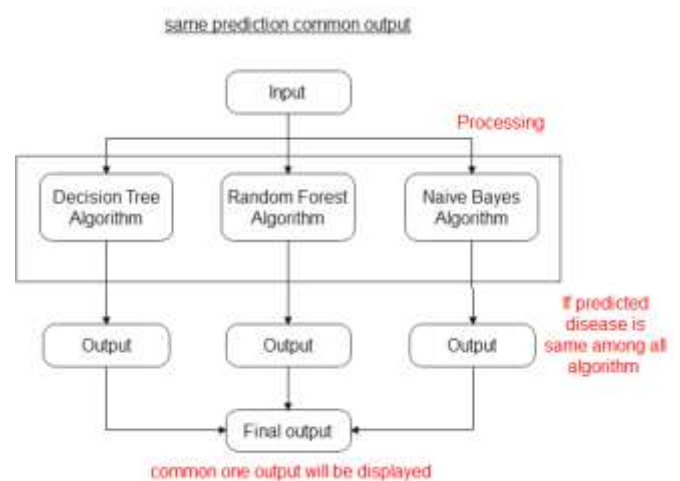 same prediction common output
Input
Processing
Decision Tree
Algorithm
Random Forest
Algorithm
Naive Bayes
Algorithm
Output
Output
Output
If predicted
disease is
same among all
algorithm
Final output
common one output will be displayed